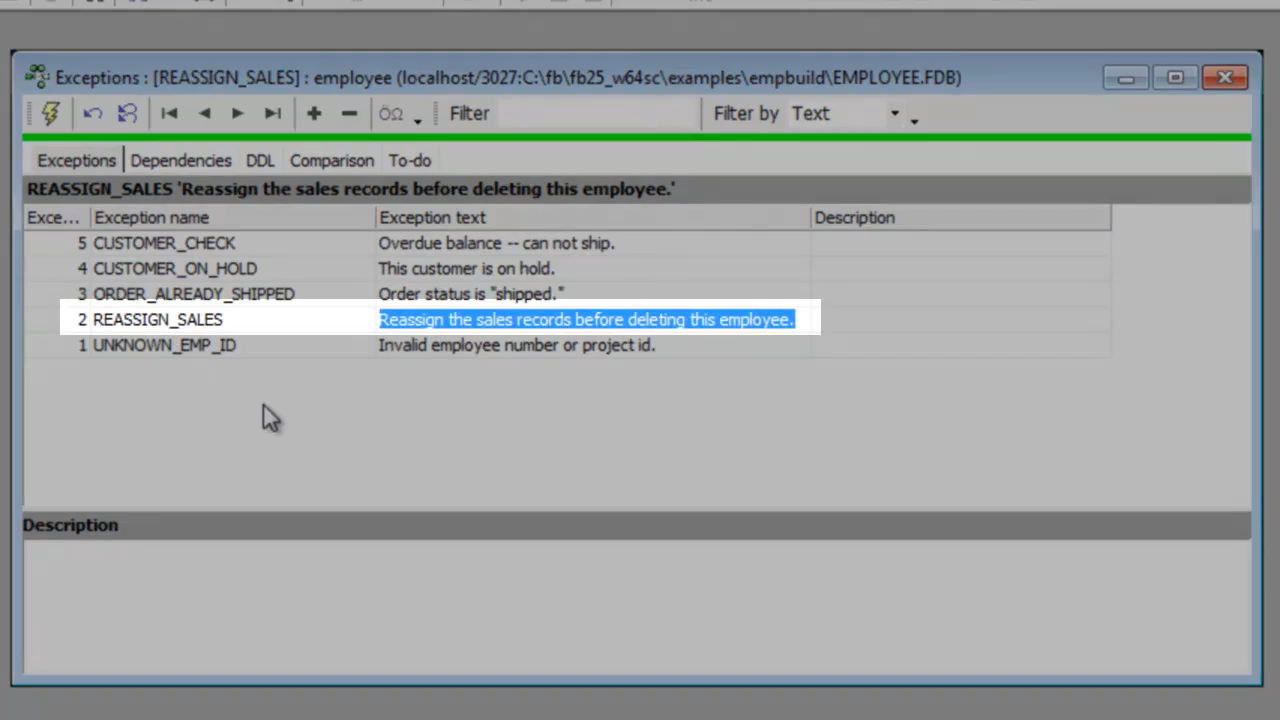 Exceptions : [REASSIGN_SALES] : employee (localhost/3027:C:\fb\fb25_w64sc\examples\empbuild\EMPLOYEE.FDB)
ÖΩ Filter Filter by Text
Exceptions Dependencies DDL Comparison To-do
REASSIGN_SALES 'Reassign the sales records before deleting this employee.'
Exce... Exception name Exception text Description
5 CUSTOMER_CHECK Overdue balance -- can not ship.
4 CUSTOMER_ON_HOLD This customer is on hold.
3 ORDER_ALREADY_SHIPPED Order status is "shipped."
2 REASSIGN_SALES Reassign the sales records before deleting this employee.
1 UNKNOWN_EMP_ID Invalid employee number or project id.
Description